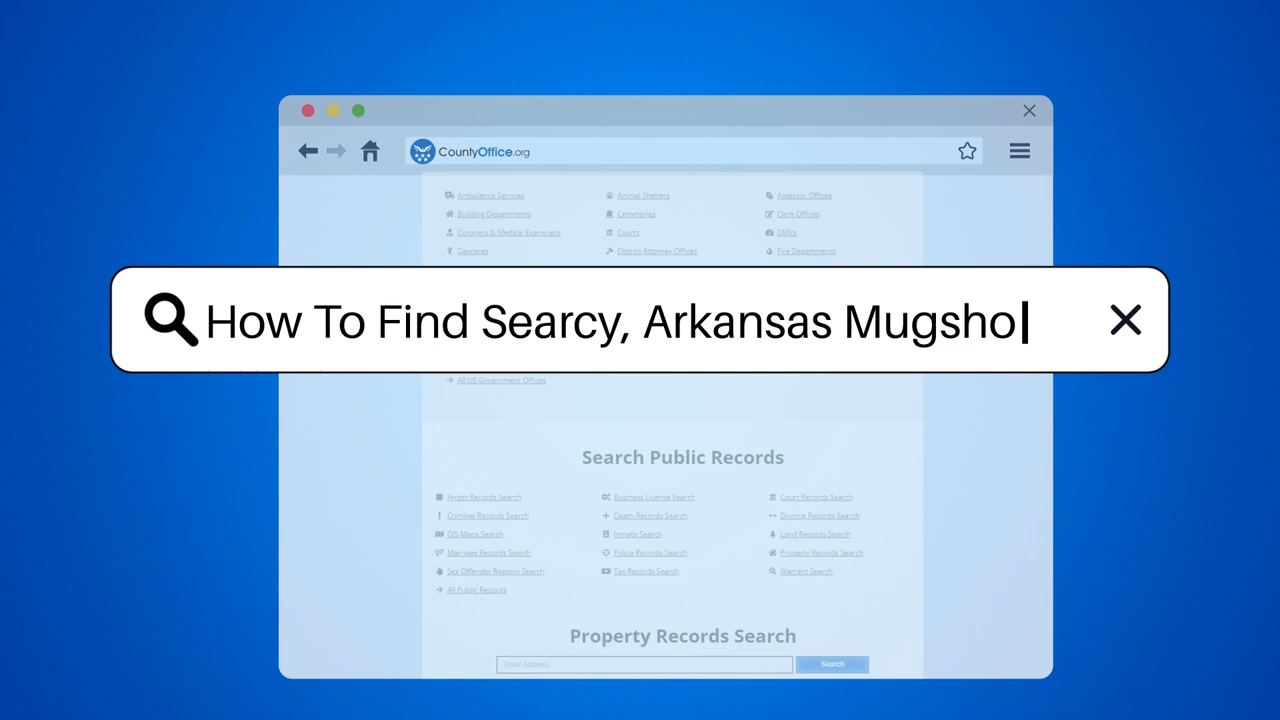 CountyOffice.org
Ambulance Services Animal Shelters Assessor Offices
Building Departments Cemeteries Clerk Offices
Coroners & Medical Examiners Courts DMVs
Daycares District Attorney Offices Fire Departments
How To Find Searcy, Arkansas Mugsho
All US Government Offices
Search Public Records
Arrest Records Search Business License Search Court Records Search
Criminal Records Search Death Records Search Divorce Records Search
GIS Maps Search Inmate Search Land Records Search
Marriage Records Search Police Records Search Property Records Search
Sex Offender Registry Search Tax Records Search Warrant Search
All Public Records
Property Records Search
Enter Address Search